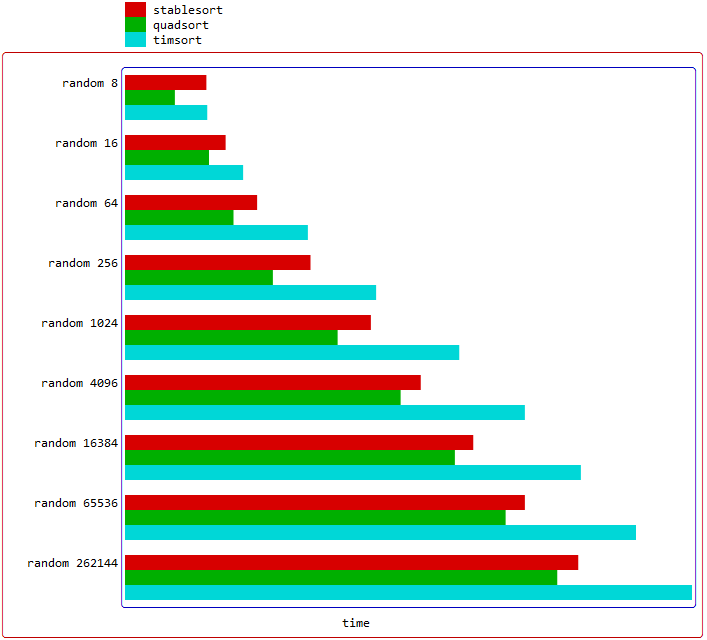 stablesort
quadsort
timsort
random 8
random 16
random 64
random 256
random 1024
random 4096
random 16384
random 65536
random 262144
time